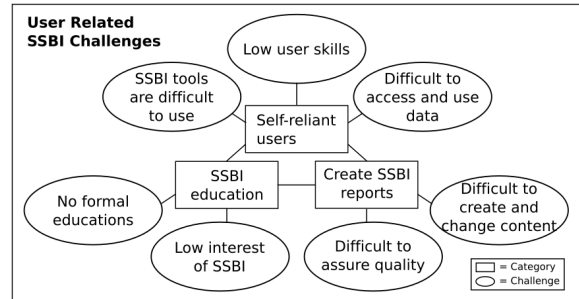 User Related
SSBI Challenges
Low user skills
SSBI tools
are difficult
to use
Difficult to
access and use
data
Self-reliant
users
SSBI
education
Create SSBI
reports
No formal
educations
Difficult to
create and
change content
Low interest
of SSBI
Difficult to
assure quality
= Category
= Challenge